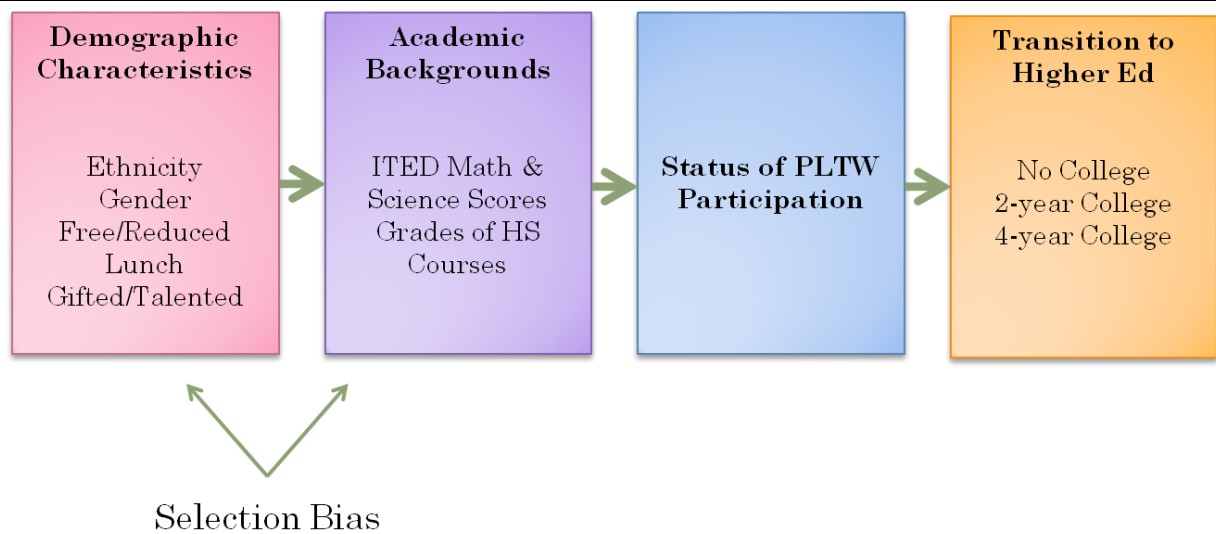 Demographic
Characteristics
Ethnicity
Gender
Free/Reduced
Lunch
Gifted/Talented
Academic
Backgrounds
ITED Math &
Science Scores
Grades of HS
Courses
Status of PLTW
Participation
Transition to
Higher Ed
No College
2-year College
4-year College
Selection Bias